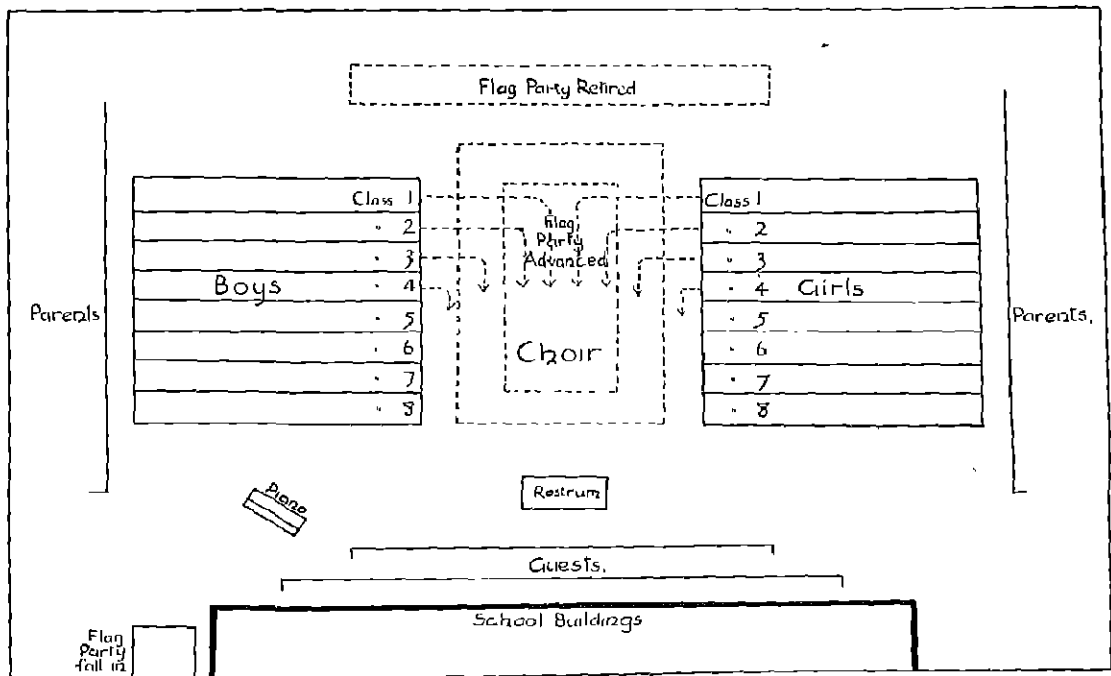 Flag Party Retired
Class 1
" 2
" 3
" 4
" 5
" 6
" 7
" 8
Boys
Parents
Flag
Party
Advanced
Choir
Class 1
" 2
" 3
" 4
" 5
" 6
" 7
" 8
Girls
Parents.
Piano
Rostrum
Guests.
School Buildings
Flag
Party
fall in